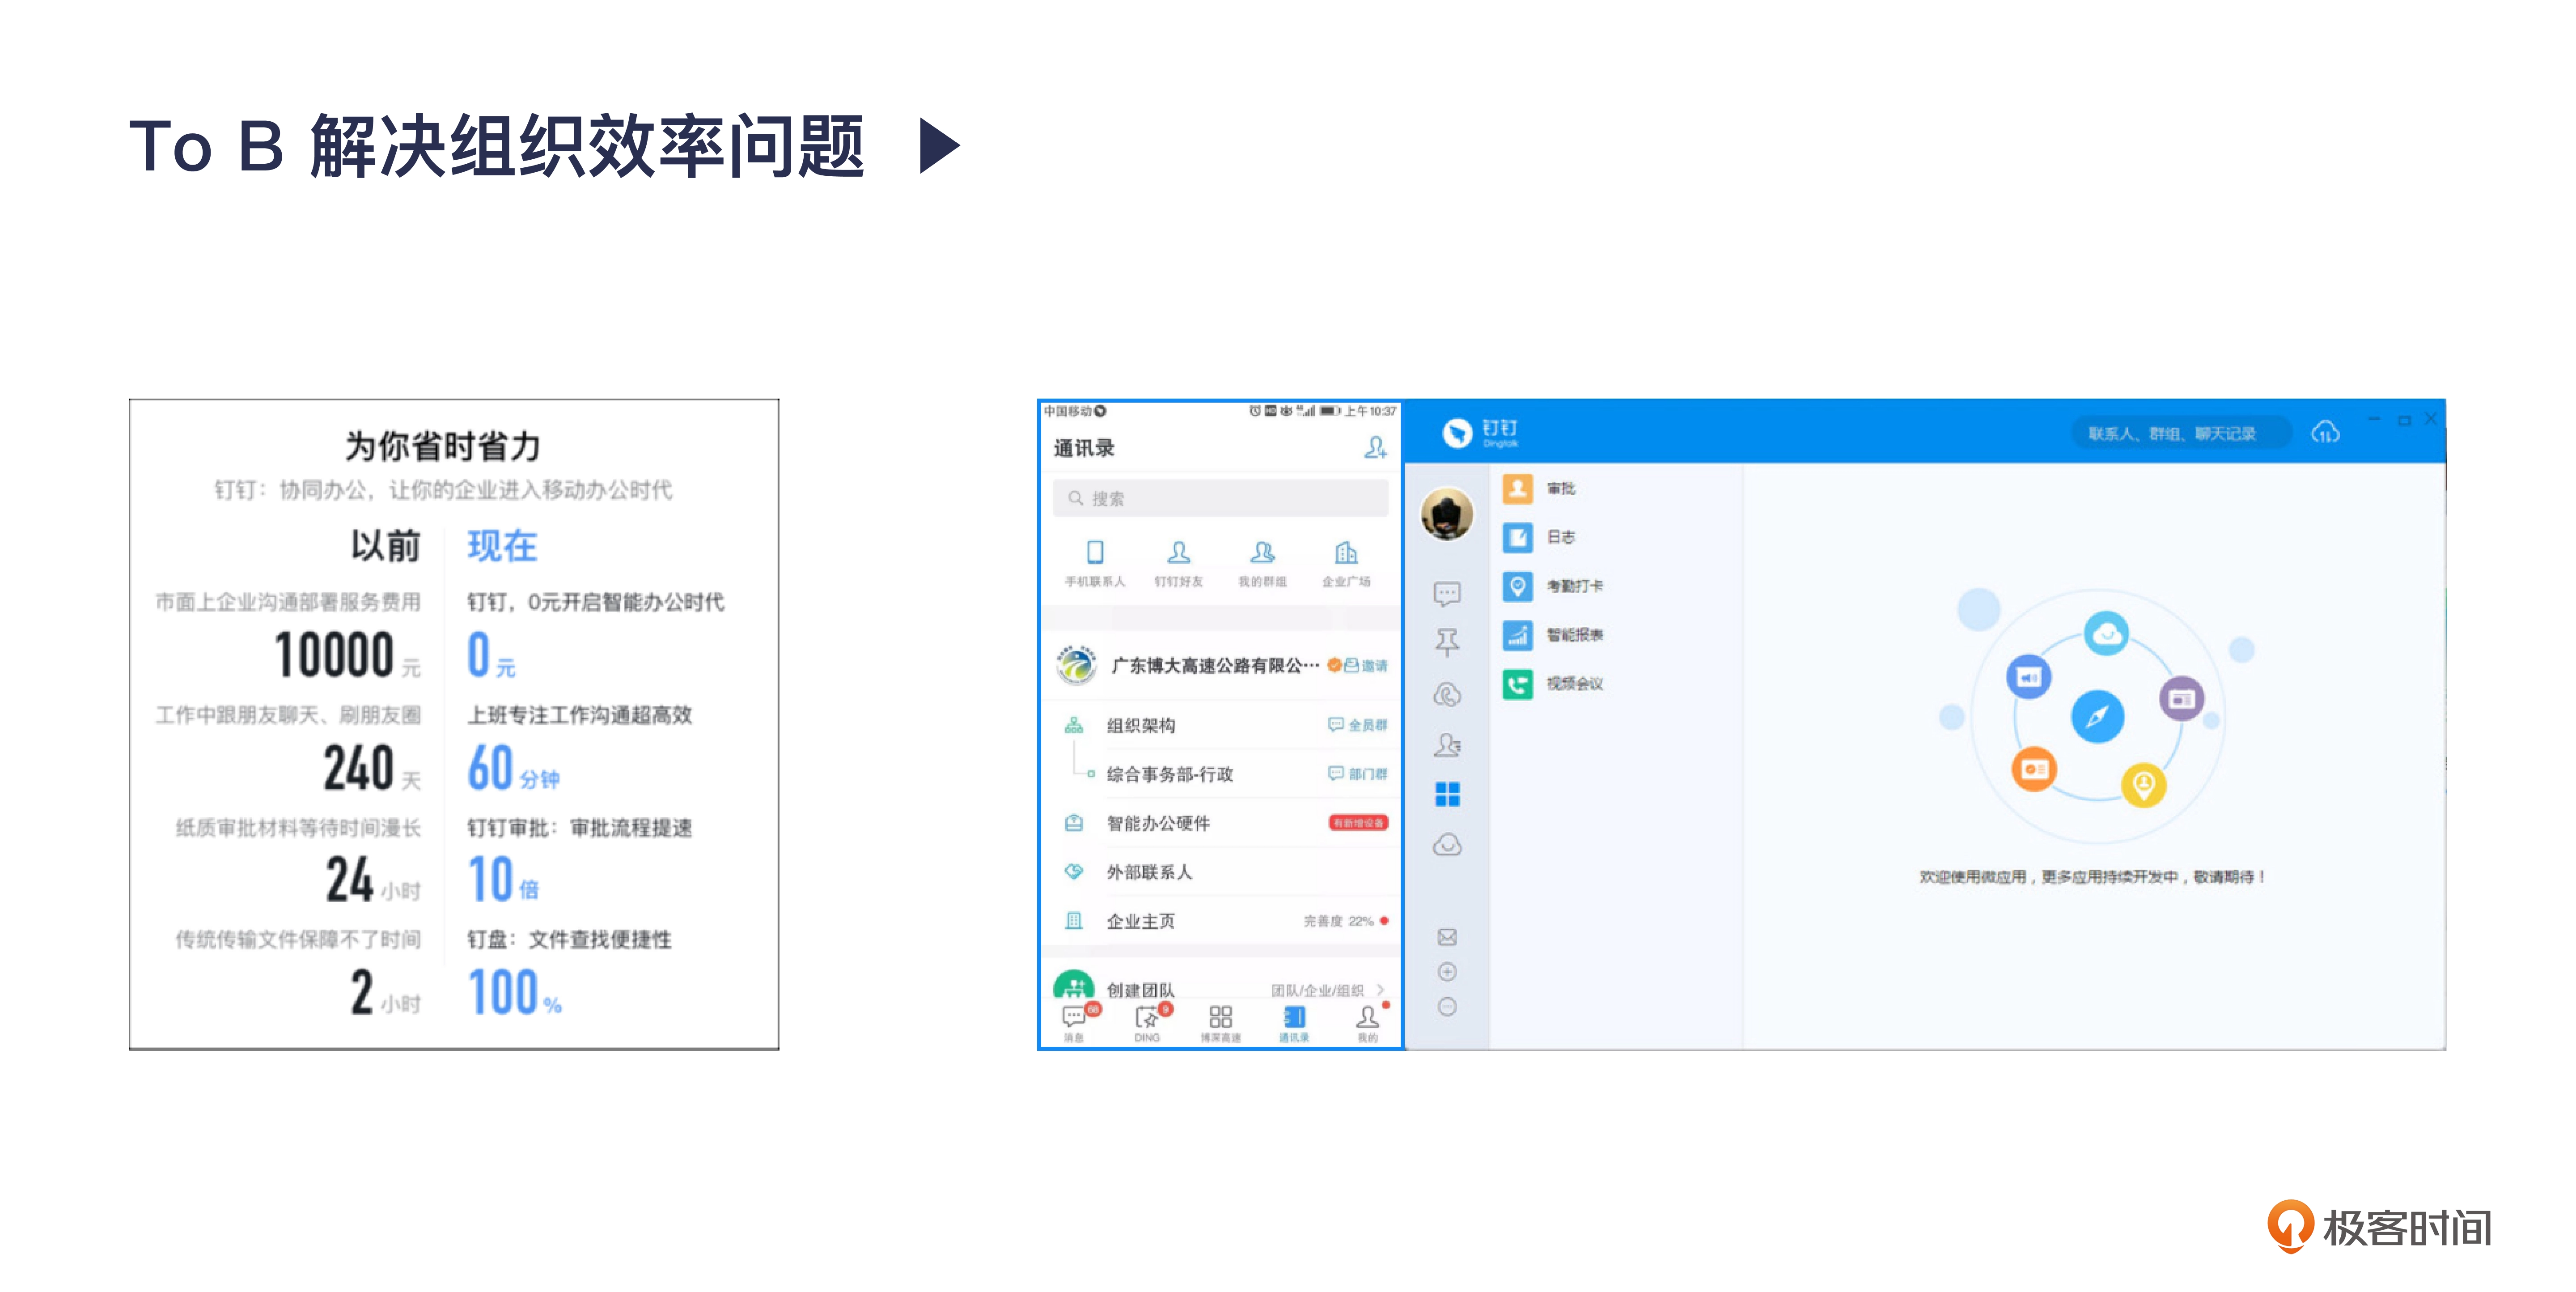 To B 解决组织效率问题
为你省时省力
钉钉：协同办公，让你的企业进入移动办公时代
以前 现在
市面上企业沟通部署服务费用 钉钉，0元开启智能办公时代
10000 元 0 元
工作中跟朋友聊天、刷朋友圈 上班专注工作沟通超高效
240 天 60 分钟
纸质审批材料等待时间漫长 钉钉审批：审批流程提速
24 小时 10 倍
传统传输文件保障不了时间 钉盘：文件查找便捷性
2 小时 100 %
中国移动 上午10:37
通讯录
搜索
手机联系人 钉钉好友 我的群组 企业广场
广东博大高速公路有限公… 邀请
组织架构 全员群
综合事务部-行政 部门群
智能办公硬件 有新增设备
外部联系人
企业主页 完善度 22%
创建团队 团队/企业/组织
68 9
消息 DING 博深高速 通讯录 我的
钉钉
Dingtalk
联系人、群组、聊天记录
审批
日志
考勤打卡
智能报表
视频会议
欢迎使用微应用，更多应用持续开发中，敬请期待！
极客时间